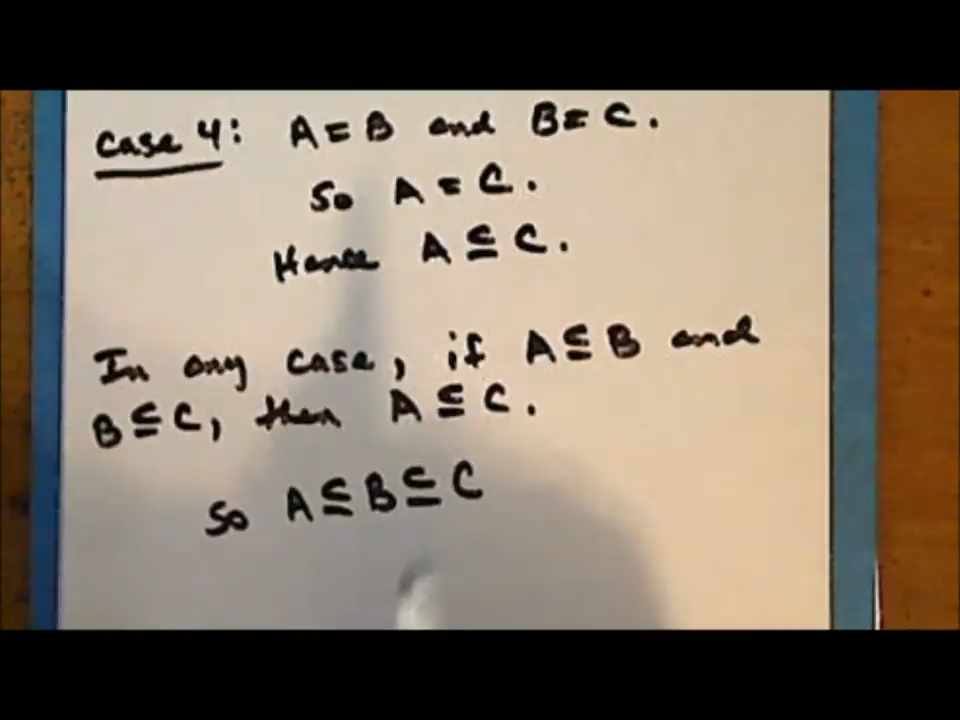 Case 4: A = B and B = C.
So A = C.
Hence A ⊆ C.
In any case, if A ⊆ B and
B ⊆ C, then A ⊆ C.
So A ⊆ B ⊆ C